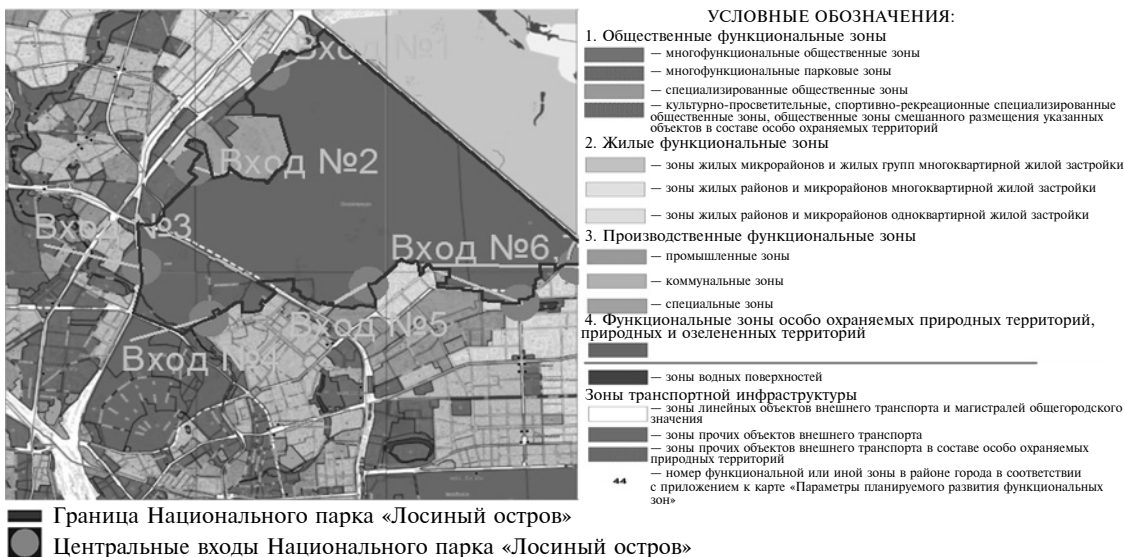 Вход №1
Вход №2
Вход №3
Вход №6,7
Вход №5
Вход №4
УСЛОВНЫЕ ОБОЗНАЧЕНИЯ:
1. Общественные функциональные зоны
— многофункциональные общественные зоны
— многофункциональные парковые зоны
— специализированные общественные зоны
— культурно-просветительные, спортивно-рекреационные специализированные
общественные зоны, общественные зоны смешанного размещения указанных
объектов в составе особо охраняемых территорий
2. Жилые функциональные зоны
— зоны жилых микрорайонов и жилых групп многоквартирной жилой застройки
— зоны жилых районов и микрорайонов многоквартирной жилой застройки
— зоны жилых районов и микрорайонов одноквартирной жилой застройки
3. Производственные функциональные зоны
— промышленные зоны
— коммунальные зоны
— специальные зоны
4. Функциональные зоны особо охраняемых природных территорий,
природных и озелененных территорий
— зоны водных поверхностей
Зоны транспортной инфраструктуры
— зоны линейных объектов внешнего транспорта и магистралей общегородского
значения
— зоны прочих объектов внешнего транспорта
— зоны прочих объектов внешнего транспорта в составе особо охраняемых
природных территорий
44 — номер функциональной или иной зоны в районе города в соответствии
с приложением к карте «Параметры планируемого развития функциональных
зон»
Граница Национального парка «Лосиный остров»
Центральные входы Национального парка «Лосиный остров»